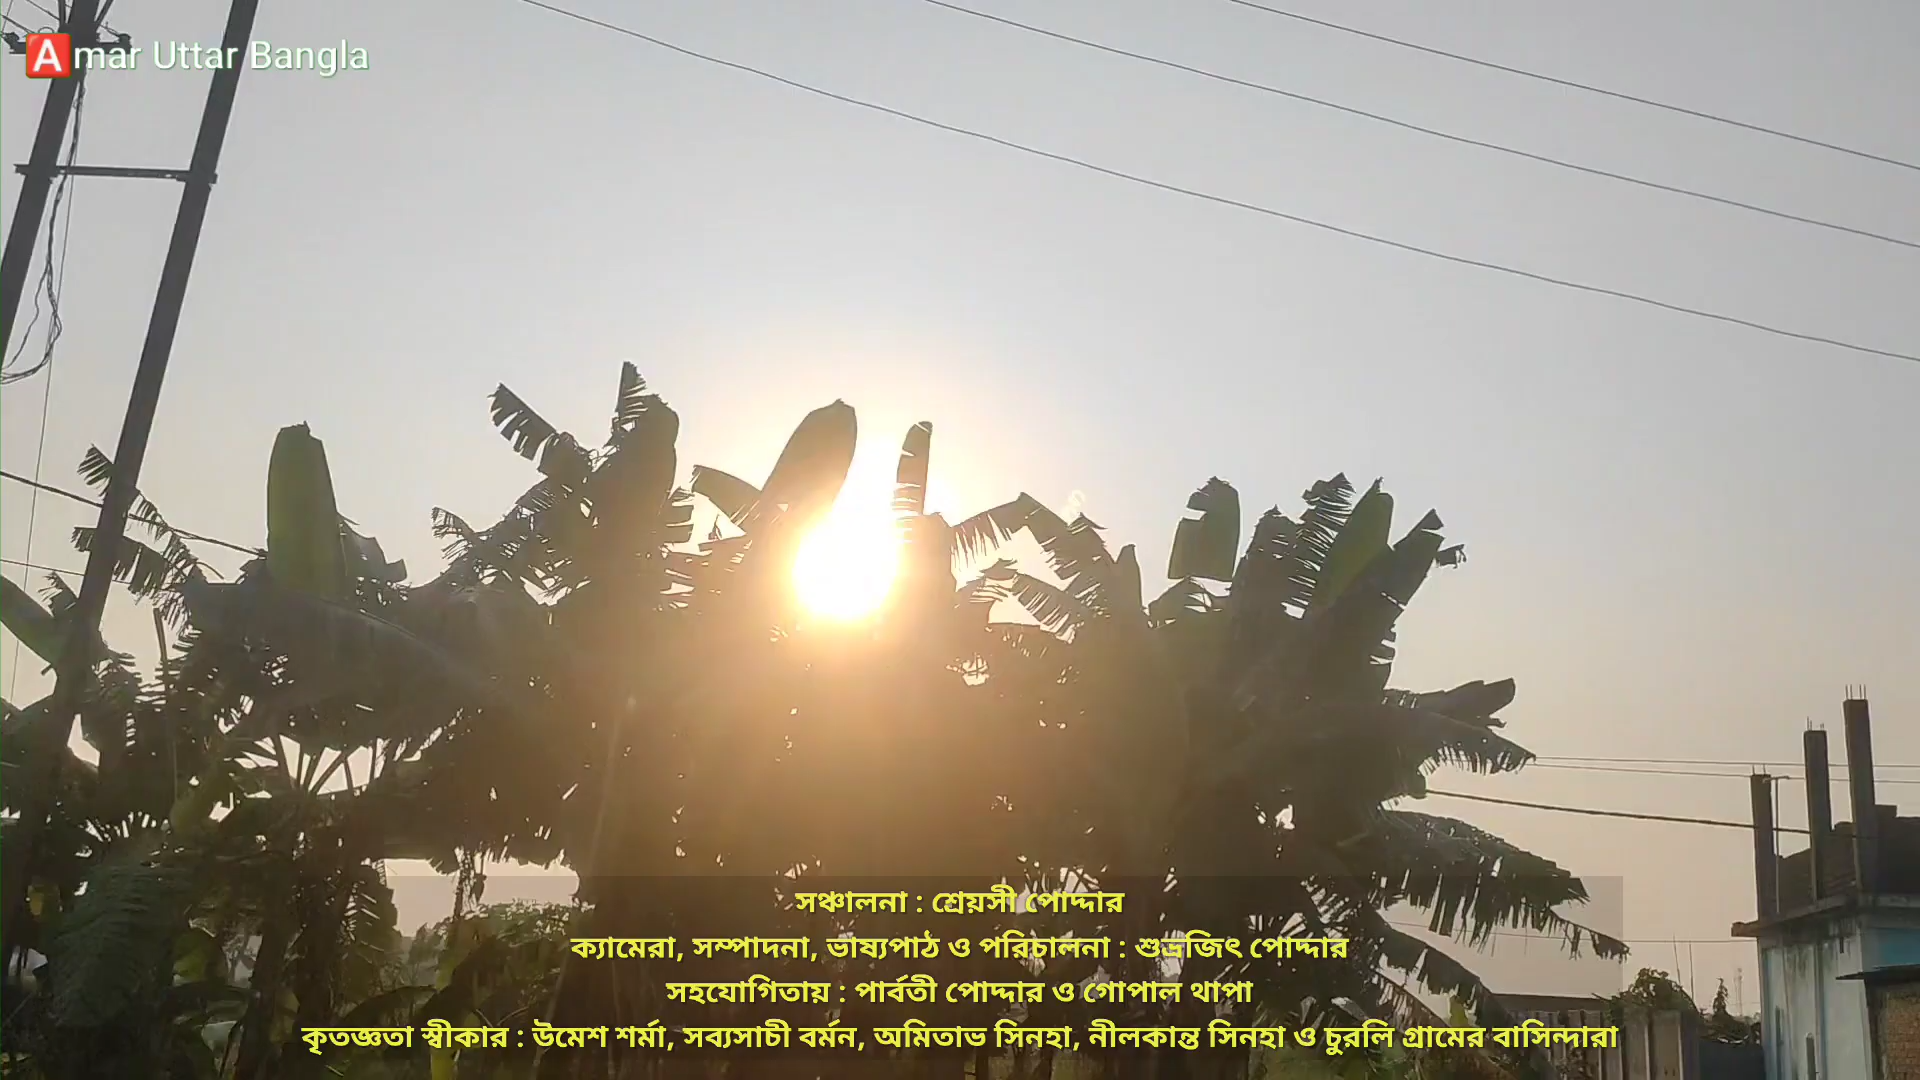 Amar Uttar Bangla
সঞ্চালনা : শ্রেয়সী পোদ্দার
ক্যামেরা, সম্পাদনা, ভাষ্যপাঠ ও পরিচালনা : শুভ্রজিৎ পোদ্দার
সহযোগিতায় : পার্বতী পোদ্দার ও গোপাল থাপা
কৃতজ্ঞতা স্বীকার : উমেশ শর্মা, সব্যসাচী বর্মন, অমিতাভ সিনহা, নীলকান্ত সিনহা ও চুরলি গ্রামের বাসিন্দারা